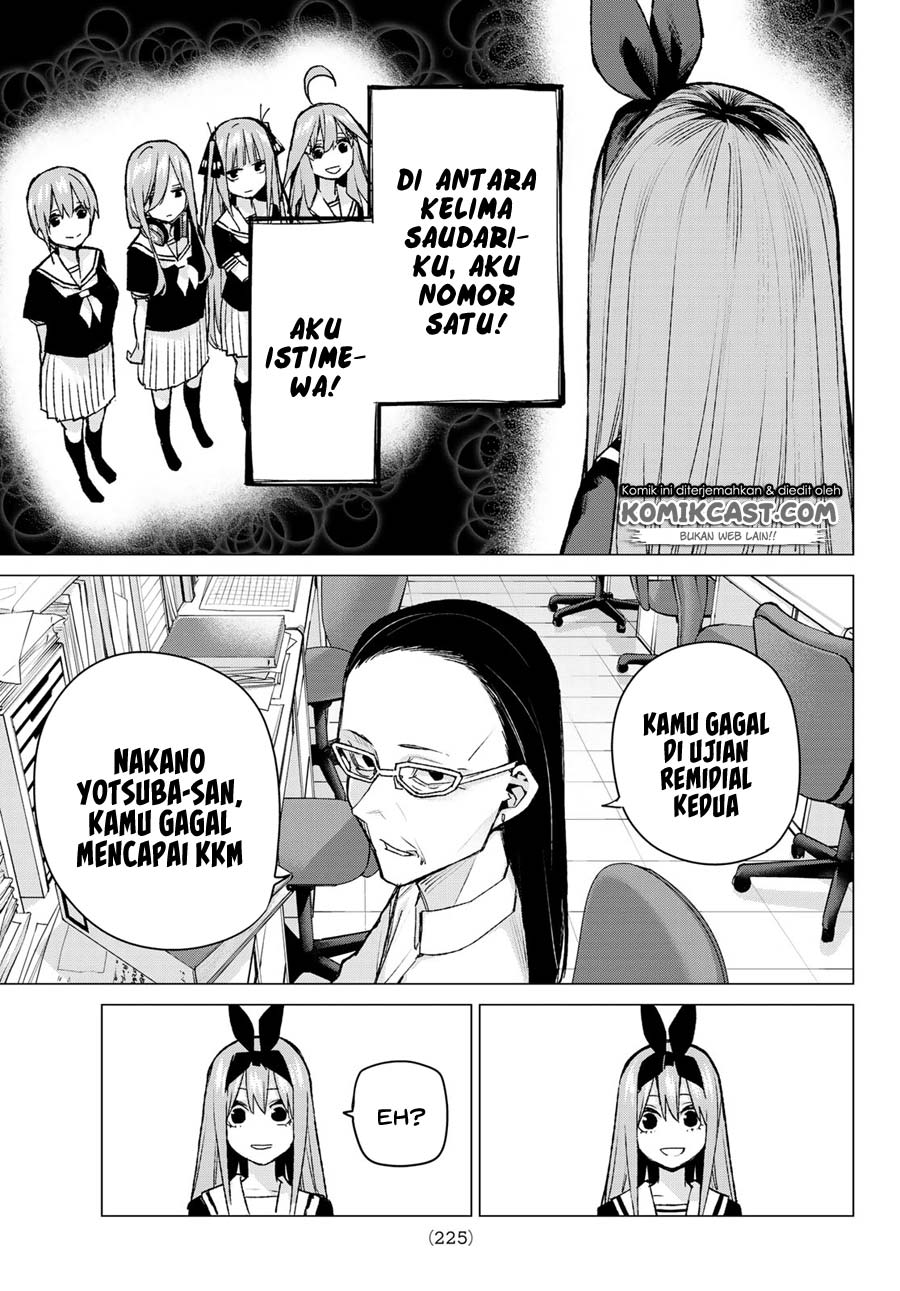 DI ANTARA
KELIMA
SAUDARI-
KU, AKU
NOMOR
SATU!
AKU
ISTIME-
WA!
Komik ini diterjemahkan & diedit oleh
KOMIKCAST.COM
BUKAN WEB LAIN!!
KAMU GAGAL
DI UJIAN
REMIDIAL
KEDUA
NAKANO
YOTSUBA-SAN,
KAMU GAGAL
MENCAPAI KKM
EH?
(225)